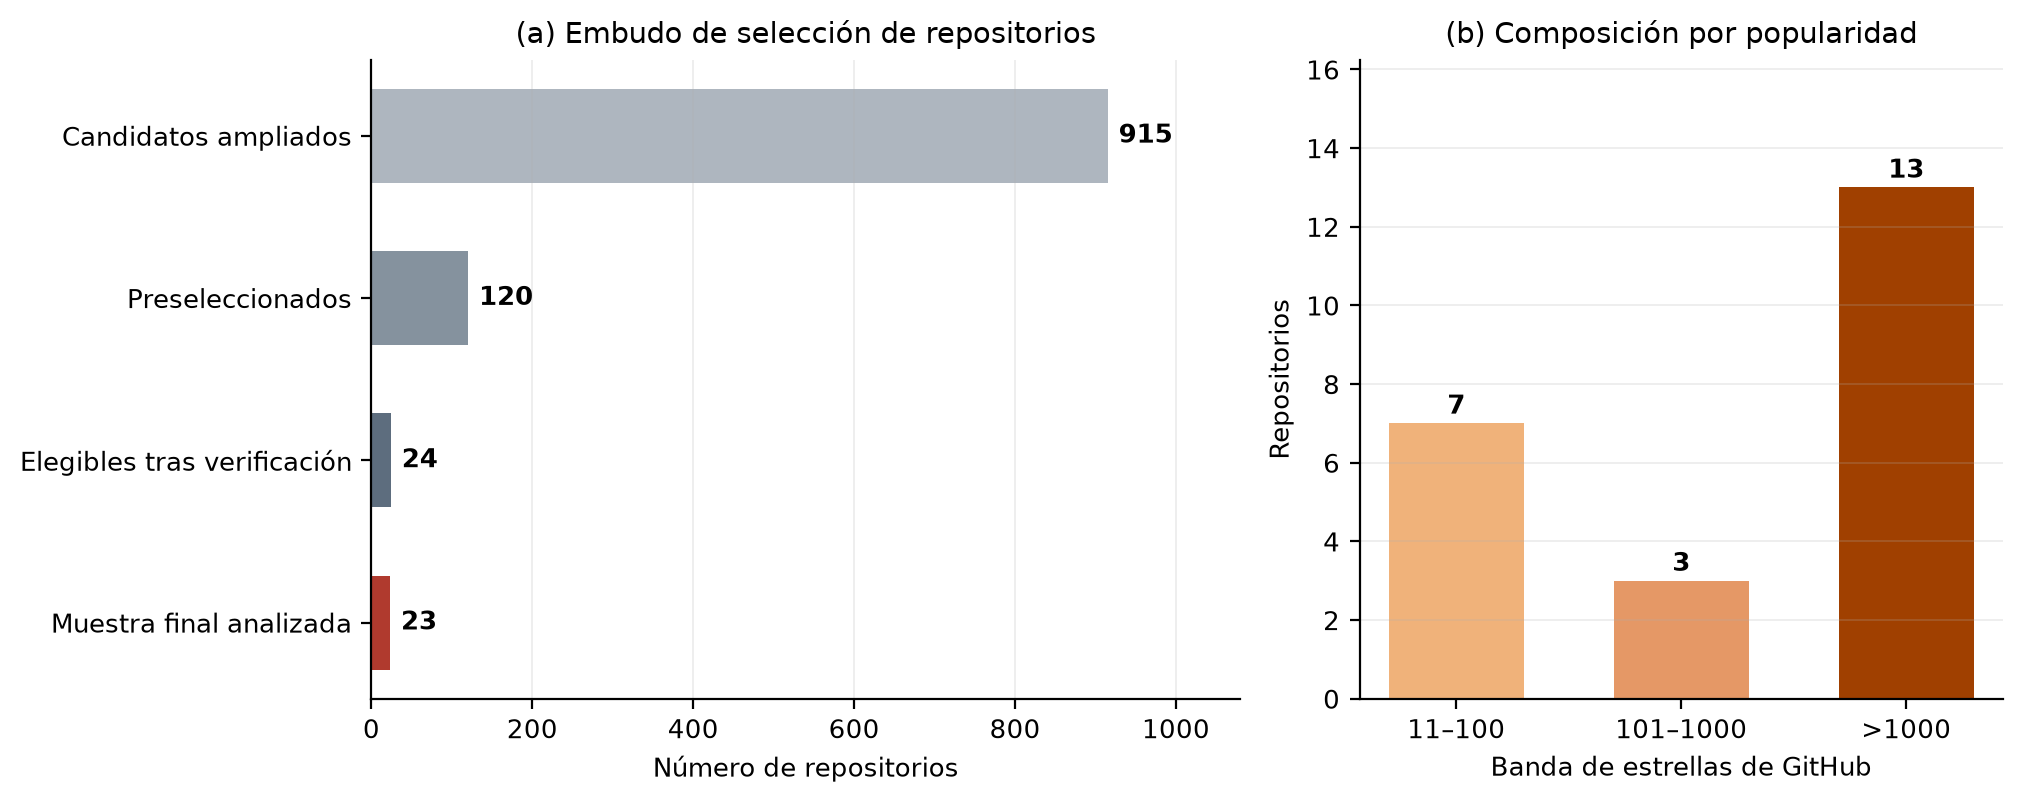 (a) Embudo de selección de repositorios
Candidatos ampliados
915
Preseleccionados
120
Elegibles tras verificación
24
Muestra final analizada
23
0 200 400 600 800 1000
Número de repositorios
(b) Composición por popularidad
Repositorios
16
14
12
10
8
6
4
2
0
7
3
13
11–100 101–1000 >1000
Banda de estrellas de GitHub